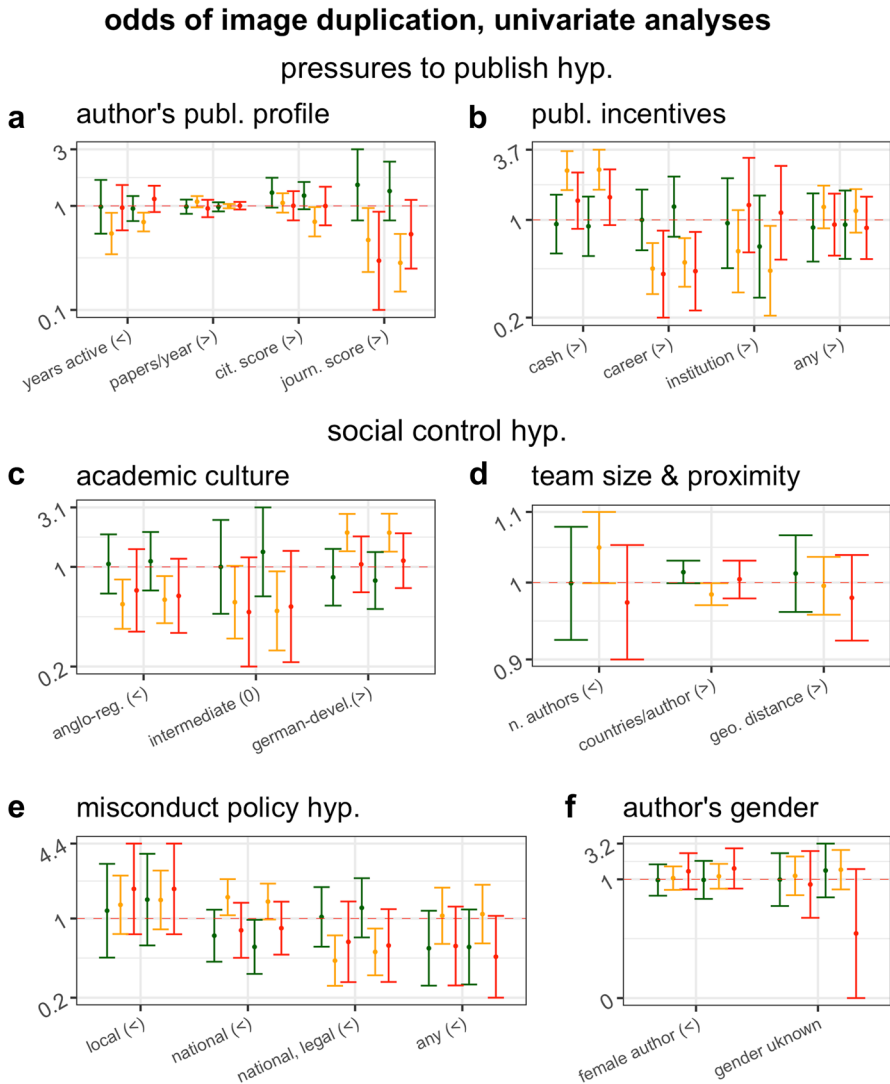 odds of image duplication, univariate analyses
pressures to publish hyp.
a author's publ. profile
3
1
0.1
years active (<)
papers/year (>)
cit. score (>)
journ. score (>)
b publ. incentives
3.7
1
0.2
cash (>)
career (>)
institution (>)
any (>)
social control hyp.
c academic culture
3.1
1
0.2
anglo-reg. (<)
intermediate (0)
german-devel.(>)
d team size & proximity
1.1
1
0.9
n. authors (<)
countries/author (>)
geo. distance (>)
e misconduct policy hyp.
4.4
1
0.2
local (<)
national (<)
national, legal (<)
any (<)
f author's gender
3.2
1
0
female author (<)
gender uknown